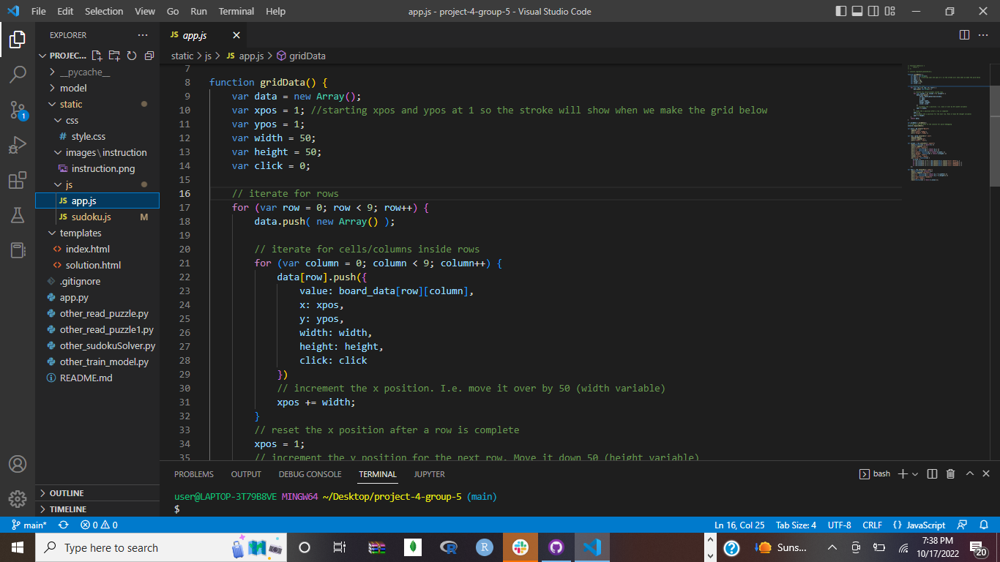 File Edit Selection View Go Run Terminal Help
app.js - project-4-group-5 - Visual Studio Code
EXPLORER
PROJEC...
__pycache__
model
static
css
# style.css
images\instruction
instruction.png
js
JS app.js
JS sudoku.js M
templates
<> index.html
<> solution.html
.gitignore
app.py
other_read_puzzle.py
other_read_puzzle1.py
other_sudokuSolver.py
other_train_model.py
README.md
OUTLINE
TIMELINE
1
JS app.js
static > js > JS app.js > gridData
7
8 function gridData() {
9 var data = new Array();
10 var xpos = 1; //starting xpos and ypos at 1 so the stroke will show when we make the grid below
11 var ypos = 1;
12 var width = 50;
13 var height = 50;
14 var click = 0;
15
16 // iterate for rows
17 for (var row = 0; row < 9; row++) {
18 data.push( new Array() );
19
20 // iterate for cells/columns inside rows
21 for (var column = 0; column < 9; column++) {
22 data[row].push({
23 value: board_data[row][column],
24 x: xpos,
25 y: ypos,
26 width: width,
27 height: height,
28 click: click
29 })
30 // increment the x position. I.e. move it over by 50 (width variable)
31 xpos += width;
32 }
33 // reset the x position after a row is complete
34 xpos = 1;
35 // increment the y position for the next row. Move it down 50 (height variable)
PROBLEMS OUTPUT DEBUG CONSOLE TERMINAL JUPYTER
bash
user@LAPTOP-3T79B8VE MINGW64 ~/Desktop/project-4-group-5 (main)
$
main* 0 0
Ln 16, Col 25 Tab Size: 4 UTF-8 CRLF {} JavaScript
Type here to search
R
R
Suns...
7:38 PM
10/17/2022
20